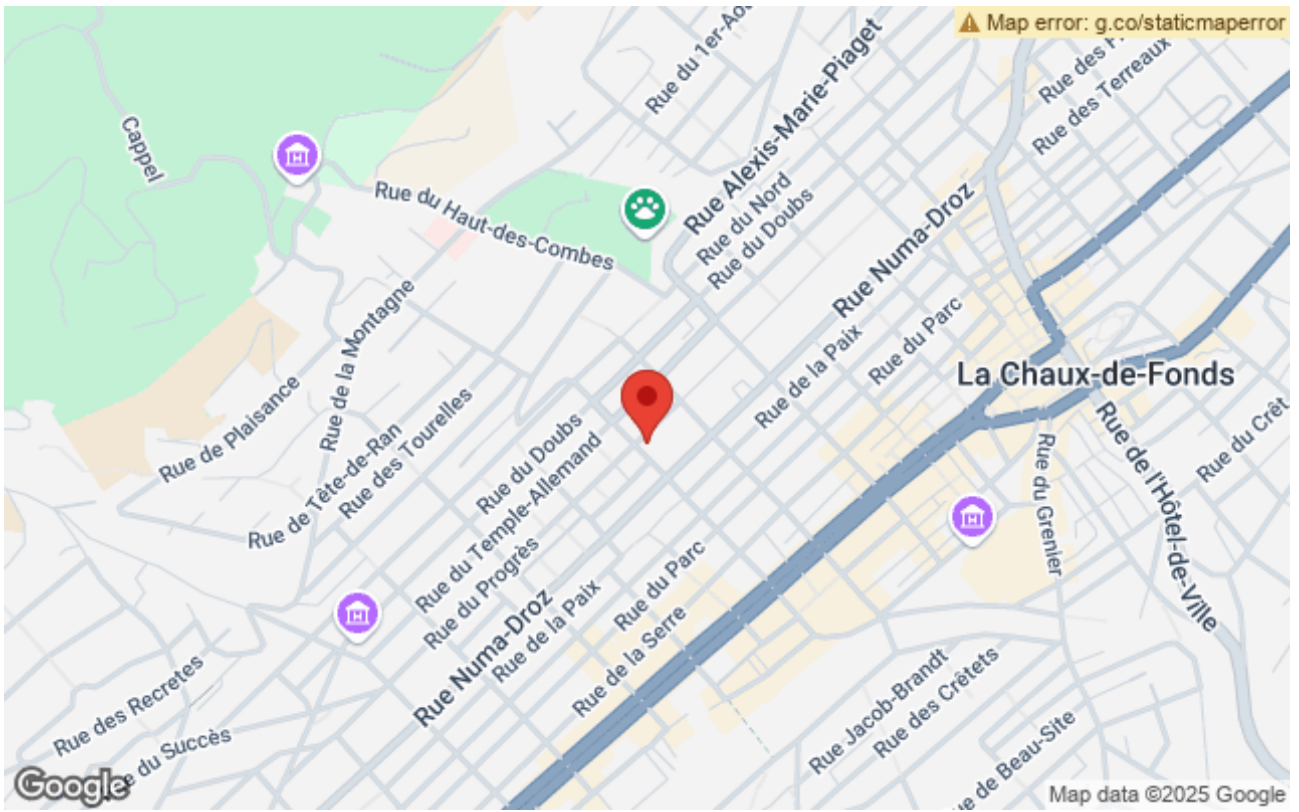 Map error: g.co/staticmaperror
Rue du 1er-Aoû
Rue Alexis-Marie-Piaget
Rue des
Rue des Terreaux
Cappel
Rue du Haut-des-Combes
Rue du Nord
Rue du Doubs
Rue Numa-Droz
Rue de la Montagne
Rue de la Paix
Rue du Parc
La Chaux-de-Fonds
Rue de Plaisance
Rue de Tête-de-Ran
Rue des Tourelles
Rue du Doubs
Rue du Temple-Allemand
Rue du Progrès
Rue Numa-Droz
Rue de la Paix
Rue du Parc
Rue de la Serre
Rue du Grenier
Rue de l'Hôtel-de-Ville
Rue du Crêt
Rue des Recretes
Rue du Succès
Rue Jacob-Brandt
Rue des Crêtets
Rue de Beau-Site
Google
Map data ©2025 Google